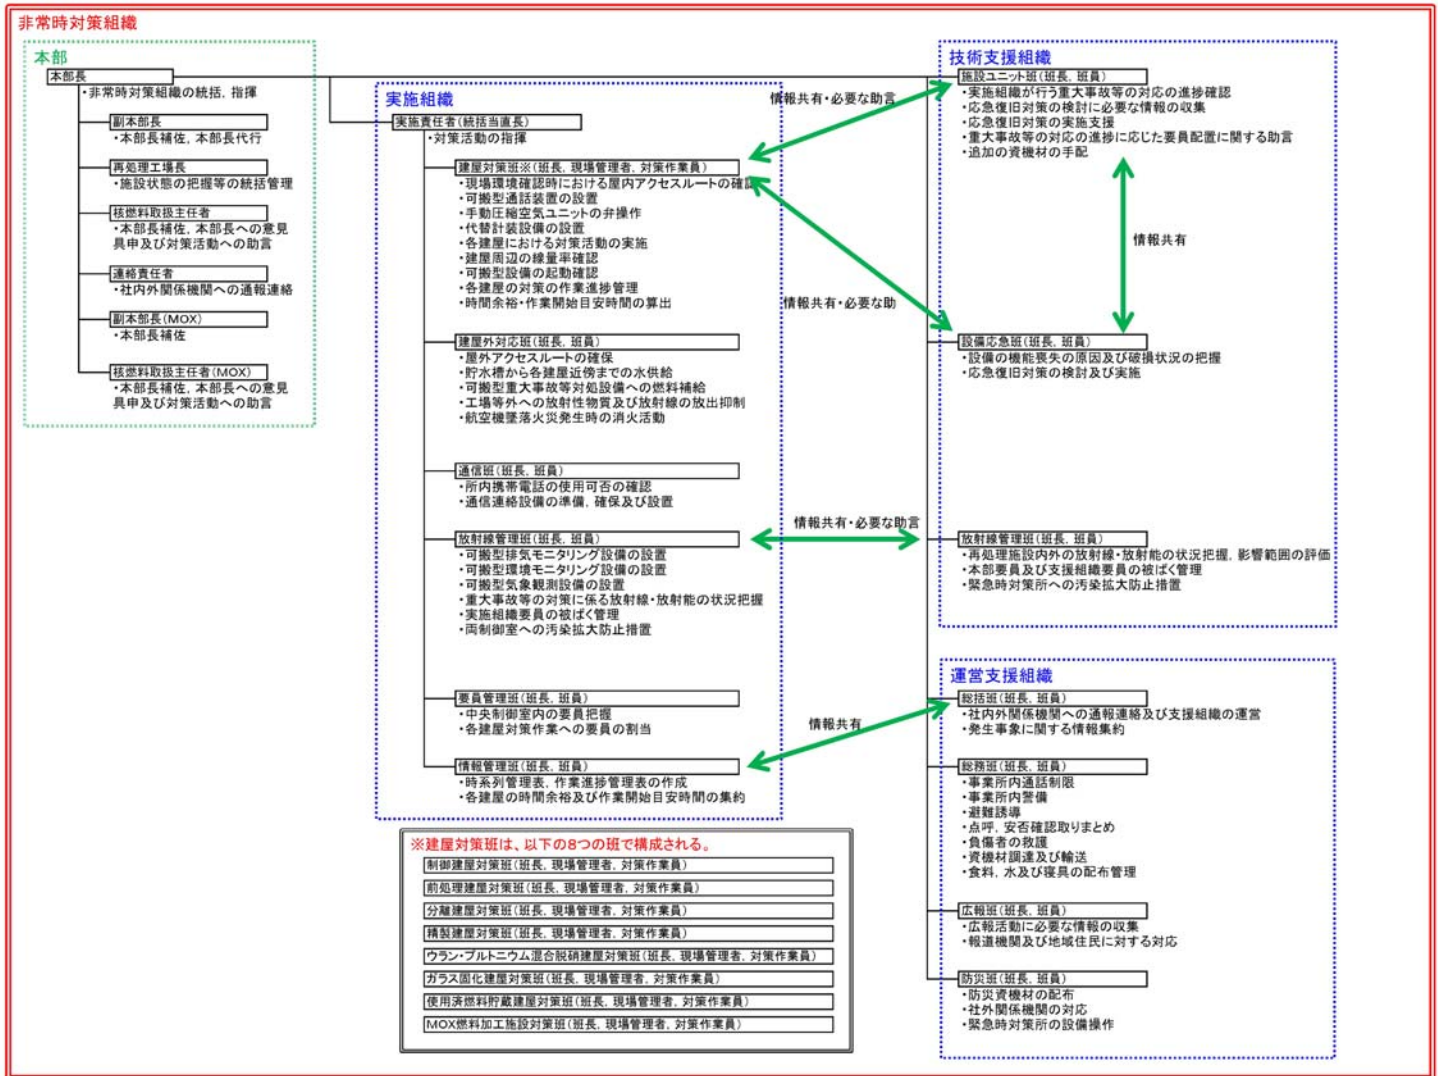 非常時対策組織
本部
本部長
・非常時対策組織の統括, 指揮
副本部長
・本部長補佐, 本部長代行
再処理工場長
・施設状態の把握等の統括管理
核燃料取扱主任者
・本部長補佐, 本部長への意見
具申及び対策活動への助言
連絡責任者
・社内外関係機関への通報連絡
副本部長(MOX)
・本部長補佐
核燃料取扱主任者(MOX)
・本部長補佐, 本部長への意見
具申及び対策活動への助言
実施組織
実施責任者(統括当直長)
・対策活動の指揮
建屋対策班※(班長, 現場管理者, 対策作業員)
・現場環境確認時における屋内アクセスルートの確認
・可搬型通話装置の設置
・手動圧縮空気ユニットの弁操作
・代替計装設備の設置
・各建屋における対策活動の実施
・建屋周辺の線量率確認
・可搬型設備の起動確認
・各建屋の対策の作業進捗管理
・時間余裕・作業開始目安時間の算出
建屋外対応班(班長, 班員)
・屋外アクセスルートの確保
・貯水槽から各建屋近傍までの水供給
・可搬型重大事故等対処設備への燃料補給
・工場等外への放射性物質及び放射線の放出抑制
・航空機墜落火災発生時の消火活動
通信班(班長, 班員)
・所内携帯電話の使用可否の確認
・通信連絡設備の準備, 確保及び設置
放射線管理班(班長, 班員)
・可搬型排気モニタリング設備の設置
・可搬型環境モニタリング設備の設置
・可搬型気象観測設備の設置
・重大事故等の対策に係る放射線・放射能の状況把握
・実施組織要員の被ばく管理
・両制御室への汚染拡大防止措置
要員管理班(班長, 班員)
・中央制御室内の要員把握
・各建屋対策作業への要員の割当
情報管理班(班長, 班員)
・時系列管理表, 作業進捗管理表の作成
・各建屋の時間余裕及び作業開始目安時間の集約
情報共有・必要な助言
情報共有・必要な助
情報共有・必要な助言
情報共有
技術支援組織
施設ユニット班(班長, 班員)
・実施組織が行う重大事故等の対応の進捗確認
・応急復旧対策の検討に必要な情報の収集
・応急復旧対策の実施支援
・重大事故等の対応の進捗に応じた要員配置に関する助言
・追加の資機材の手配
情報共有
設備応急班(班長, 班員)
・設備の機能喪失の原因及び破損状況の把握
・応急復旧対策の検討及び実施
放射線管理班(班長, 班員)
・再処理施設内外の放射線・放射能の状況把握, 影響範囲の評価
・本部要員及び支援組織要員の被ばく管理
・緊急時対策所への汚染拡大防止措置
運営支援組織
総括班(班長, 班員)
・社内外関係機関への通報連絡及び支援組織の運営
・発生事象に関する情報集約
総務班(班長, 班員)
・事業所内通話制限
・事業所内警備
・避難誘導
・点呼, 安否確認取りまとめ
・負傷者の救護
・資機材調達及び輸送
・食料, 水及び寝具の配布管理
広報班(班長, 班員)
・広報活動に必要な情報の収集
・報道機関及び地域住民に対する対応
防災班(班長, 班員)
・防災資機材の配布
・社外関係機関の対応
・緊急時対策所の設備操作
※建屋対策班は、以下の8つの班で構成される。
制御建屋対策班(班長, 現場管理者, 対策作業員)
前処理建屋対策班(班長, 現場管理者, 対策作業員)
分離建屋対策班(班長, 現場管理者, 対策作業員)
精製建屋対策班(班長, 現場管理者, 対策作業員)
ウラン・プルトニウム混合脱硝建屋対策班(班長, 現場管理者, 対策作業員)
ガラス固化建屋対策班(班長, 現場管理者, 対策作業員)
使用済燃料貯蔵建屋対策班(班長, 現場管理者, 対策作業員)
MOX燃料加工施設対策班(班長, 現場管理者, 対策作業員)